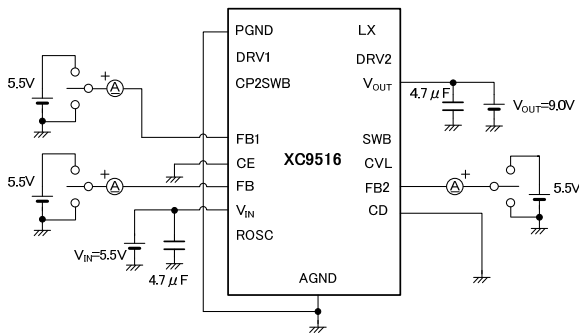 PGND
LX
DRV1
DRV2
CP2SWB
VOUT
5.5V
+
A
4.7μF
VOUT=9.0V
FB1
SWB
CE
XC9516
CVL
5.5V
+
A
FB
FB2
+
A
5.5V
VIN
CD
ROSC
VIN=5.5V
4.7μF
AGND